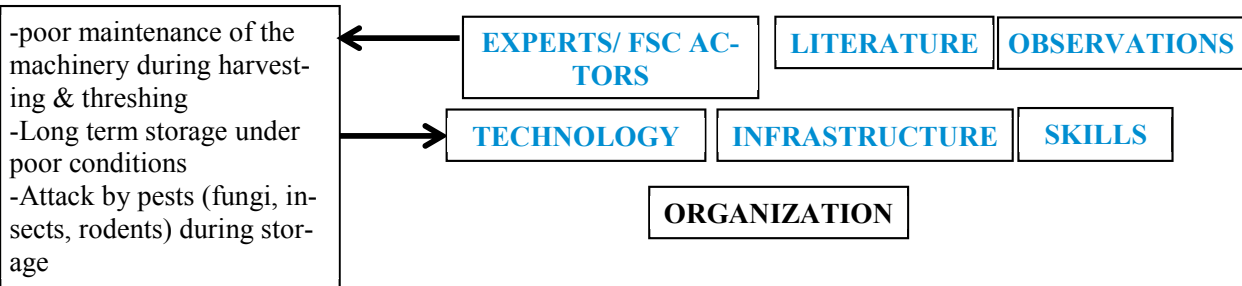 -poor maintenance of the
machinery during harvest-
ing & threshing
-Long term storage under
poor conditions
-Attack by pests (fungi, in-
sects, rodents) during stor-
age
EXPERTS/ FSC AC-
TORS
LITERATURE
OBSERVATIONS
TECHNOLOGY
INFRASTRUCTURE
SKILLS
ORGANIZATION